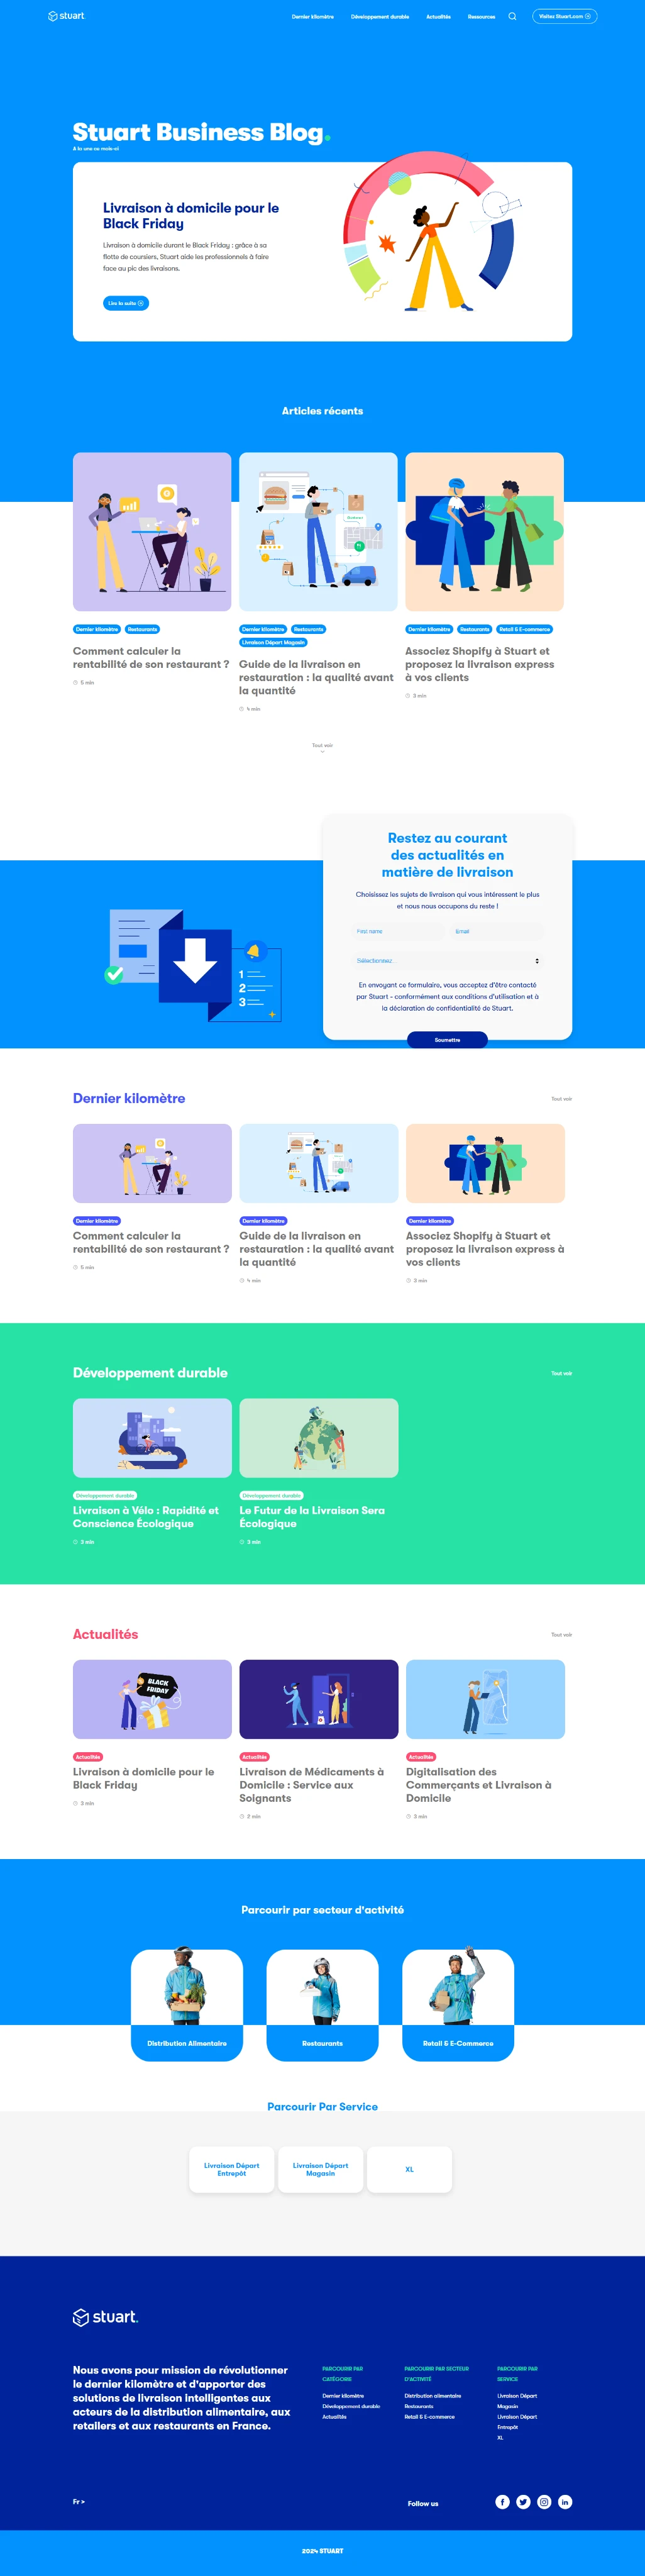 stuart.
Dernier kilomètre
Développement durable
Actualités
Ressources
Visitez Stuart.com
Stuart Business Blog.
A la une ce mois-ci
Livraison à domicile pour le
Black Friday
Livraison à domicile durant le Black Friday : grâce à sa
flotte de coursiers, Stuart aide les professionnels à faire
face au pic des livraisons.
Lire la suite
Articles récents
Dernier kilomètre
Restaurants
Comment calculer la
rentabilité de son restaurant ?
5 min
Dernier kilomètre
Restaurants
Livraison Départ Magasin
Guide de la livraison en
restauration : la qualité avant
la quantité
4 min
Dernier kilomètre
Restaurants
Retail & E-commerce
Associez Shopify à Stuart et
proposez la livraison express
à vos clients
3 min
Tout voir
Restez au courant
des actualités en
matière de livraison
Choisissez les sujets de livraison qui vous intéressent le plus
et nous nous occupons du reste !
First name
Email
Sélectionnez
En envoyant ce formulaire, vous acceptez d'être contacté
par Stuart - conformément aux conditions d'utilisation et à
la déclaration de confidentialité de Stuart.
Soumettre
1
2
3
Dernier kilomètre
Tout voir
Dernier kilomètre
Comment calculer la
rentabilité de son restaurant ?
5 min
Dernier kilomètre
Guide de la livraison en
restauration : la qualité avant
la quantité
4 min
Dernier kilomètre
Associez Shopify à Stuart et
proposez la livraison express à
vos clients
3 min
Développement durable
Tout voir
Développement durable
Livraison à Vélo : Rapidité et
Conscience Écologique
3 min
Développement durable
Le Futur de la Livraison Sera
Écologique
3 min
Actualités
Tout voir
BLACK
FRIDAY
Actualités
Livraison à domicile pour le
Black Friday
3 min
Actualités
Livraison de Médicaments à
Domicile : Service aux
Soignants
2 min
Actualités
Digitalisation des
Commerçants et Livraison à
Domicile
3 min
Parcourir par secteur d'activité
Distribution Alimentaire
Restaurants
Retail & E-Commerce
Parcourir Par Service
Livraison Départ
Entrepôt
Livraison Départ
Magasin
XL
stuart.
Nous avons pour mission de révolutionner
le dernier kilomètre et d'apporter des
solutions de livraison intelligentes aux
acteurs de la distribution alimentaire, aux
retailers et aux restaurants en France.
PARCOURIR PAR
CATÉGORIE
Dernier kilomètre
Développement durable
Actualités
PARCOURIR PAR SECTEUR
D'ACTIVITÉ
Distribution alimentaire
Restaurants
Retail & E-commerce
PARCOURIR PAR
SERVICE
Livraison Départ
Magasin
Livraison Départ
Entrepôt
XL
Fr >
Follow us
2024 STUART